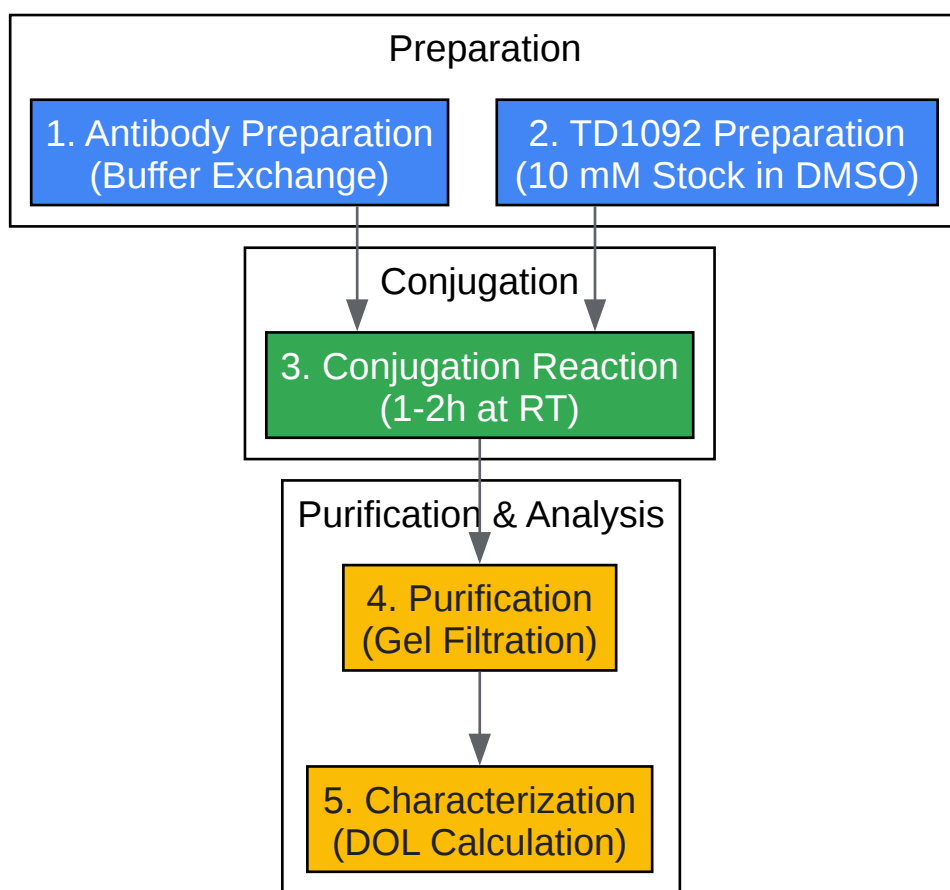 Preparation
1. Antibody Preparation
(Buffer Exchange)
2. TD1092 Preparation
(10 mM Stock in DMSO)
Conjugation
3. Conjugation Reaction
(1-2h at RT)
Purification & Analysis
4. Purification
(Gel Filtration)
5. Characterization
(DOL Calculation)